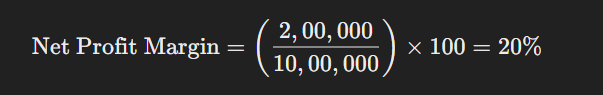 Net Profit Margin = (2,00,000 / 10,00,000) × 100 = 20%